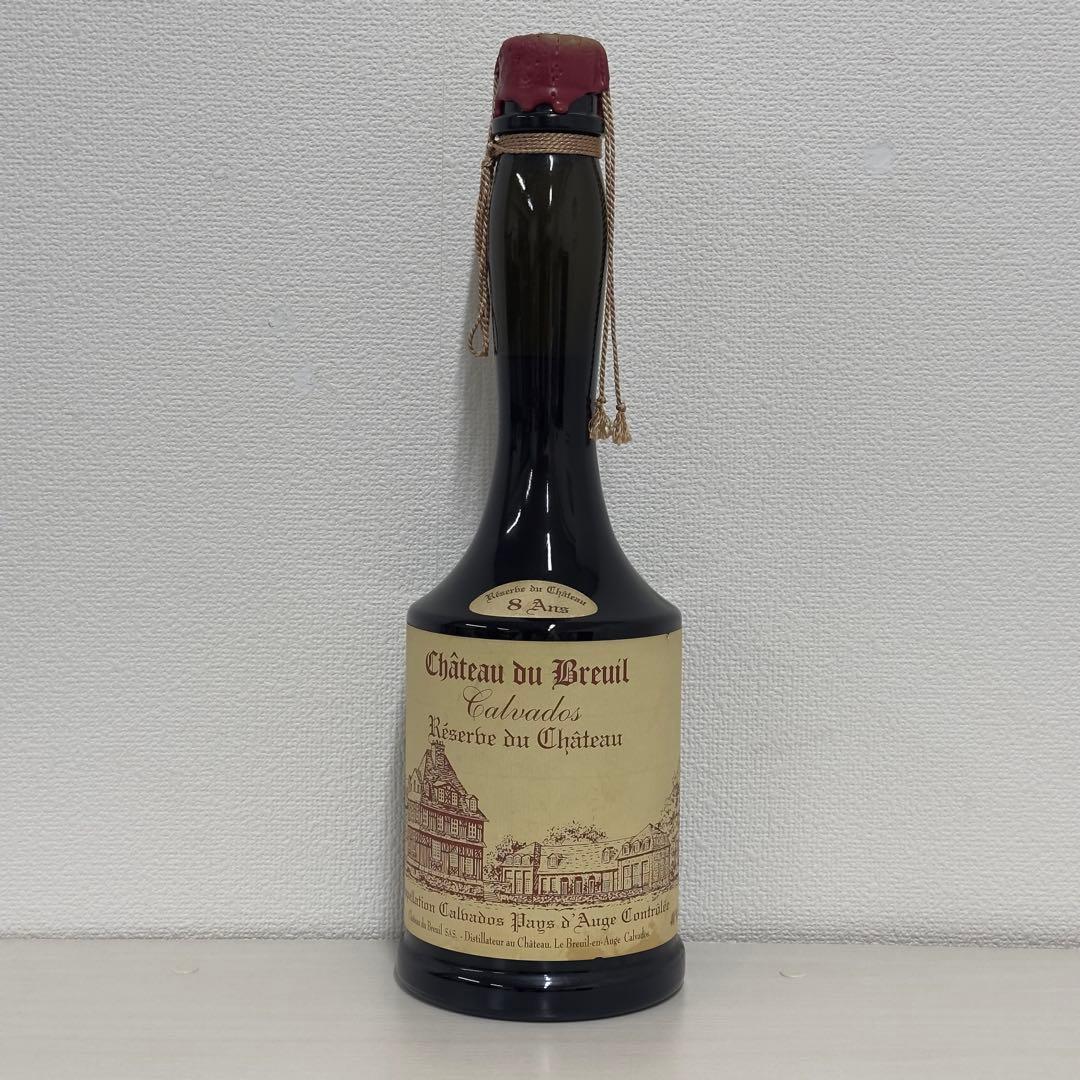 Réserve du Château
8 Ans
Château du Breuil
Calvados
Réserve du Château
Calvados Pays d'Auge Contrôlée
du Breuil S.A.S. - Distillateur au Château. Le Breuil-en-Auge Calvados